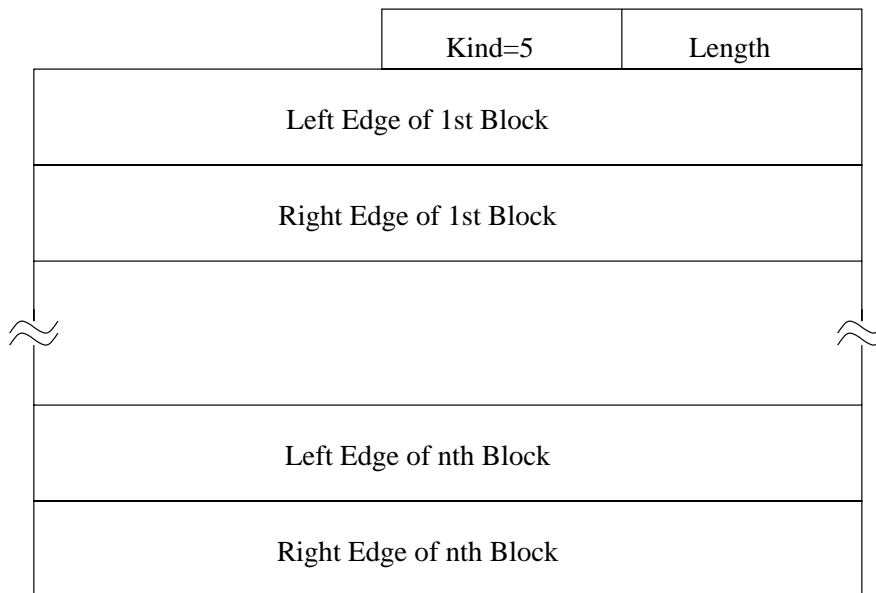 Kind=5 Length
Left Edge of 1st Block
Right Edge of 1st Block
Left Edge of nth Block
Right Edge of nth Block